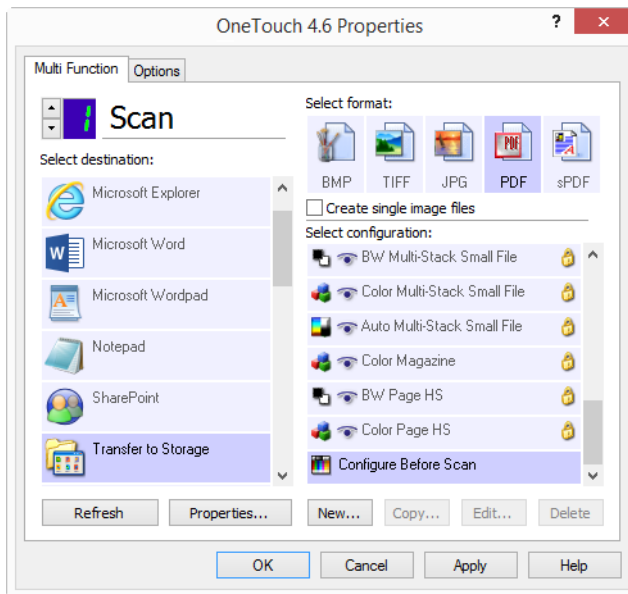 OneTouch 4.6 Properties
?
×
Multi Function
Options
1
Scan
Select destination:
Microsoft Explorer
Microsoft Word
Microsoft Wordpad
Notepad
SharePoint
Transfer to Storage
Refresh
Properties...
Select format:
BMP
TIFF
JPG
PDF
PDF
sPDF
Create single image files
Select configuration:
BW Multi-Stack Small File
Color Multi-Stack Small File
Auto Multi-Stack Small File
Color Magazine
BW Page HS
Color Page HS
Configure Before Scan
New...
Copy...
Edit...
Delete
OK
Cancel
Apply
Help